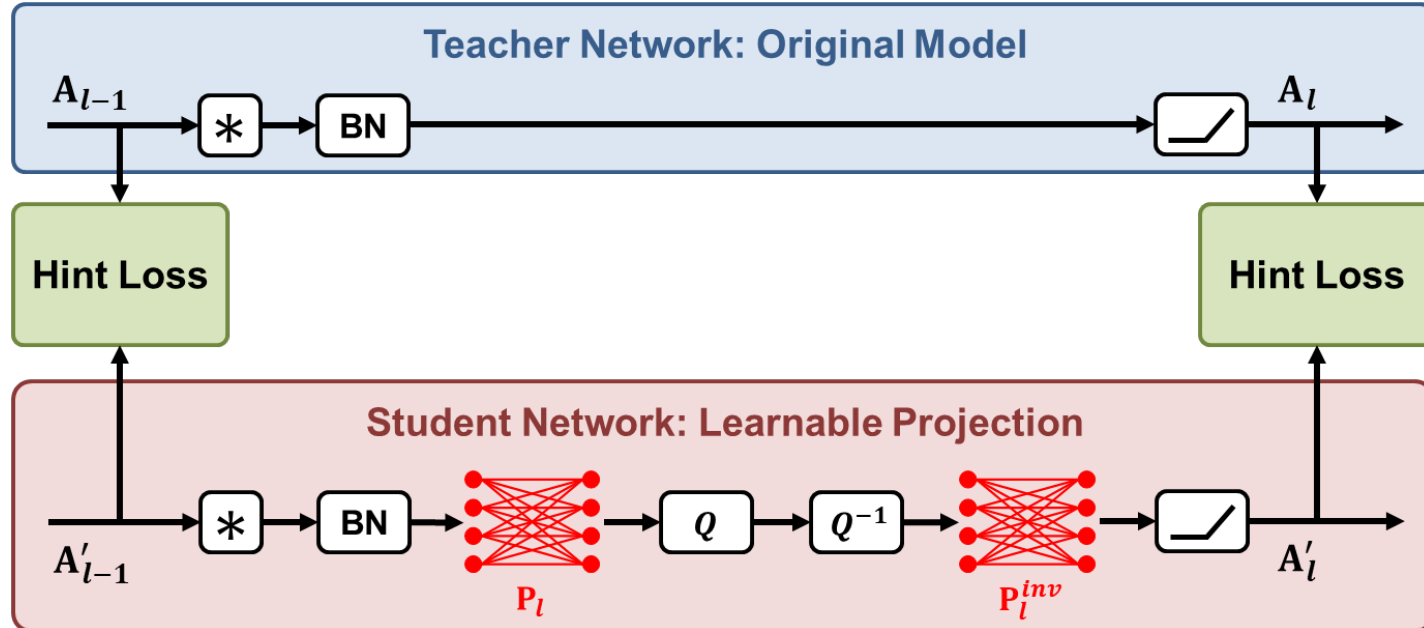 Teacher Network: Original Model
A_{l−1} * BN A_l
Hint Loss Hint Loss
Student Network: Learnable Projection
* BN Q Q^{−1}
A′_{l−1} P_l P_l^{inv} A′_l